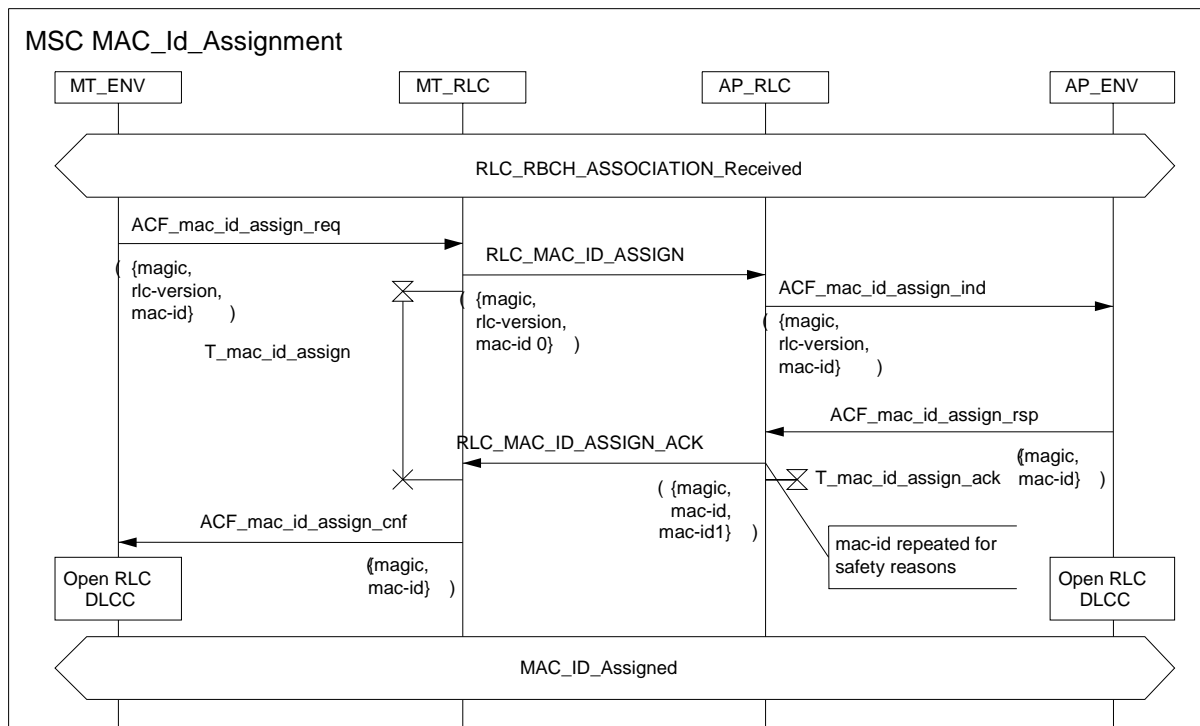 MSC MAC_Id_Assignment
MT_ENV
MT_RLC
AP_RLC
AP_ENV
RLC_RBCH_ASSOCIATION_Received
ACF_mac_id_assign_req
( {magic,
rlc-version,
mac-id} )
RLC_MAC_ID_ASSIGN
( {magic,
rlc-version,
mac-id 0} )
ACF_mac_id_assign_ind
( {magic,
rlc-version,
mac-id} )
T_mac_id_assign
ACF_mac_id_assign_rsp
({magic,
mac-id} )
RLC_MAC_ID_ASSIGN_ACK
( {magic,
mac-id,
mac-id1} )
T_mac_id_assign_ack
mac-id repeated for
safety reasons
ACF_mac_id_assign_cnf
({magic,
mac-id} )
Open RLC
DLCC
Open RLC
DLCC
MAC_ID_Assigned